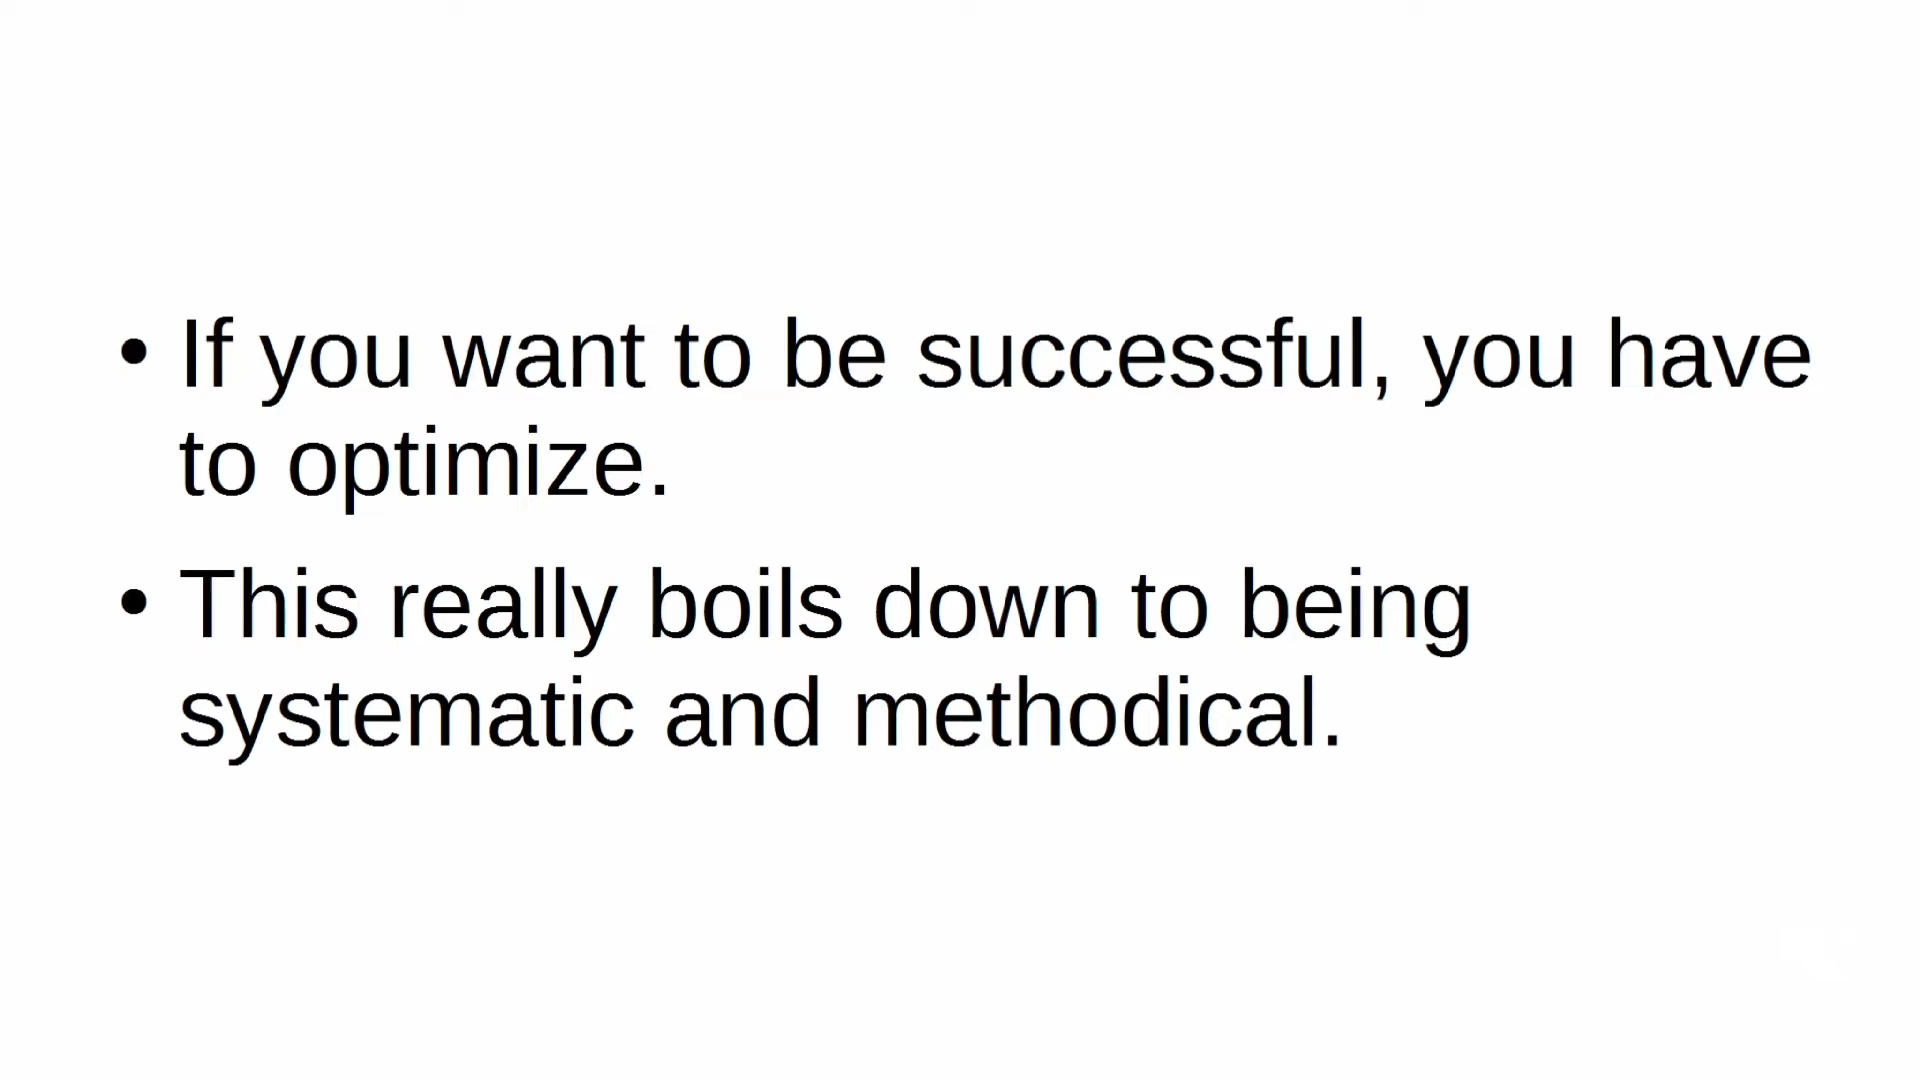 • If you want to be successful, you have
to optimize.
• This really boils down to being
systematic and methodical.